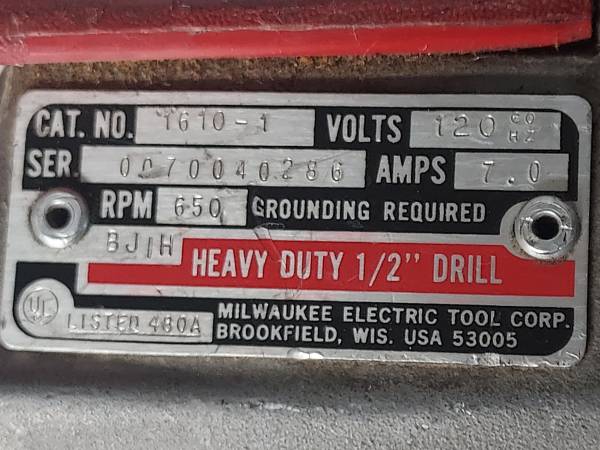 CAT. NO. 1610-1 VOLTS 120 60 HZ
SER. 0070040286 AMPS 7.0
RPM 650 GROUNDING REQUIRED
BJ/H
HEAVY DUTY 1/2" DRILL
UL LISTED 480A
MILWAUKEE ELECTRIC TOOL CORP.
BROOKFIELD, WIS. USA 53005